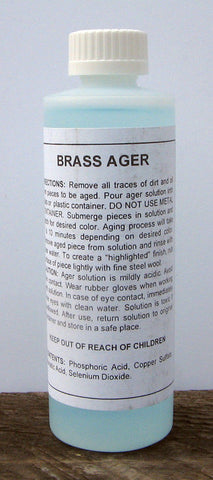 BRASS AGER
DIRECTIONS: Remove all traces of dirt and oil
pieces to be aged. Pour ager solution into
or plastic container. DO NOT USE METAL
CONTAINER. Submerge pieces in solution and
for desired color. Aging process will take
10 minutes depending on desired color.
aged piece from solution and rinse with
water. To create a "highlighted" finish,
of piece lightly with fine steel wool.
Ager solution is mildly acidic. Avoid
contact. Wear rubber gloves when working
solution. In case of eye contact, immediately
eyes with clean water. Solution is toxic if
After use, return solution to original
and store in a safe place.
KEEP OUT OF REACH OF CHILDREN
Phosphoric Acid, Copper Sulfate,
Acid, Selenium Dioxide.